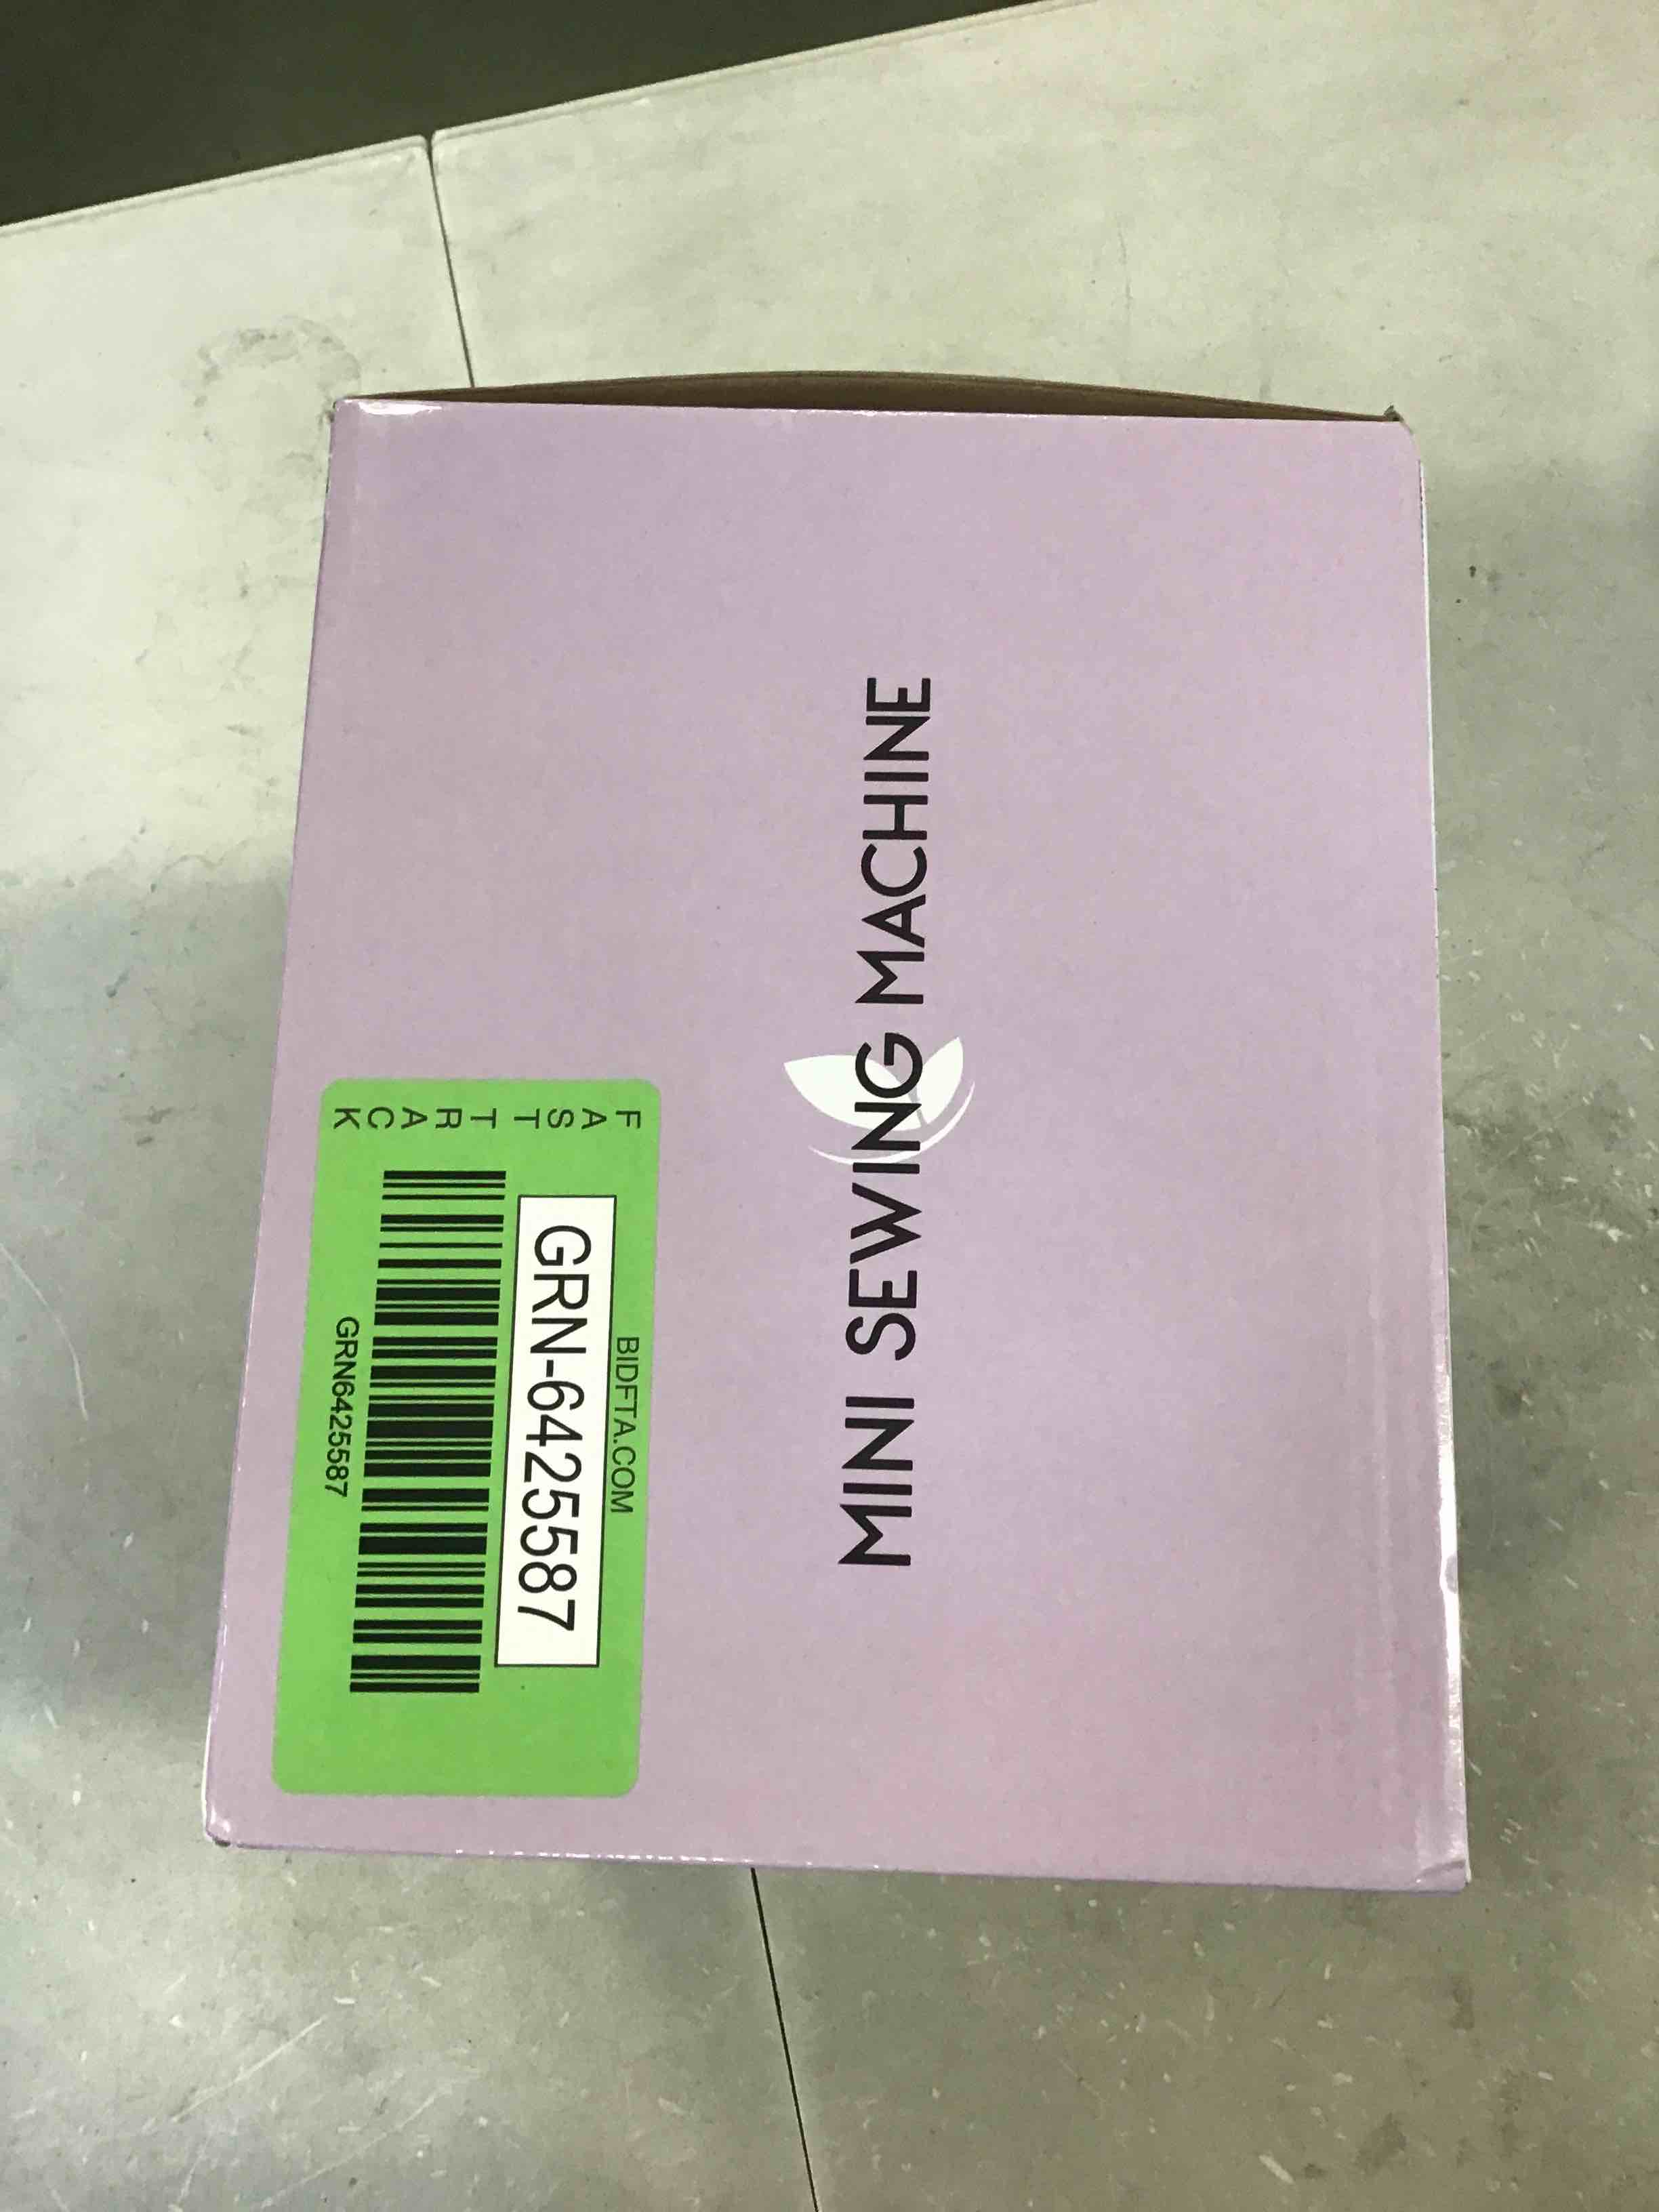 MINI SEWING MACHINE
BIDFTA.COM
GRN-6425587
GRN6425587
FAST
TRACK